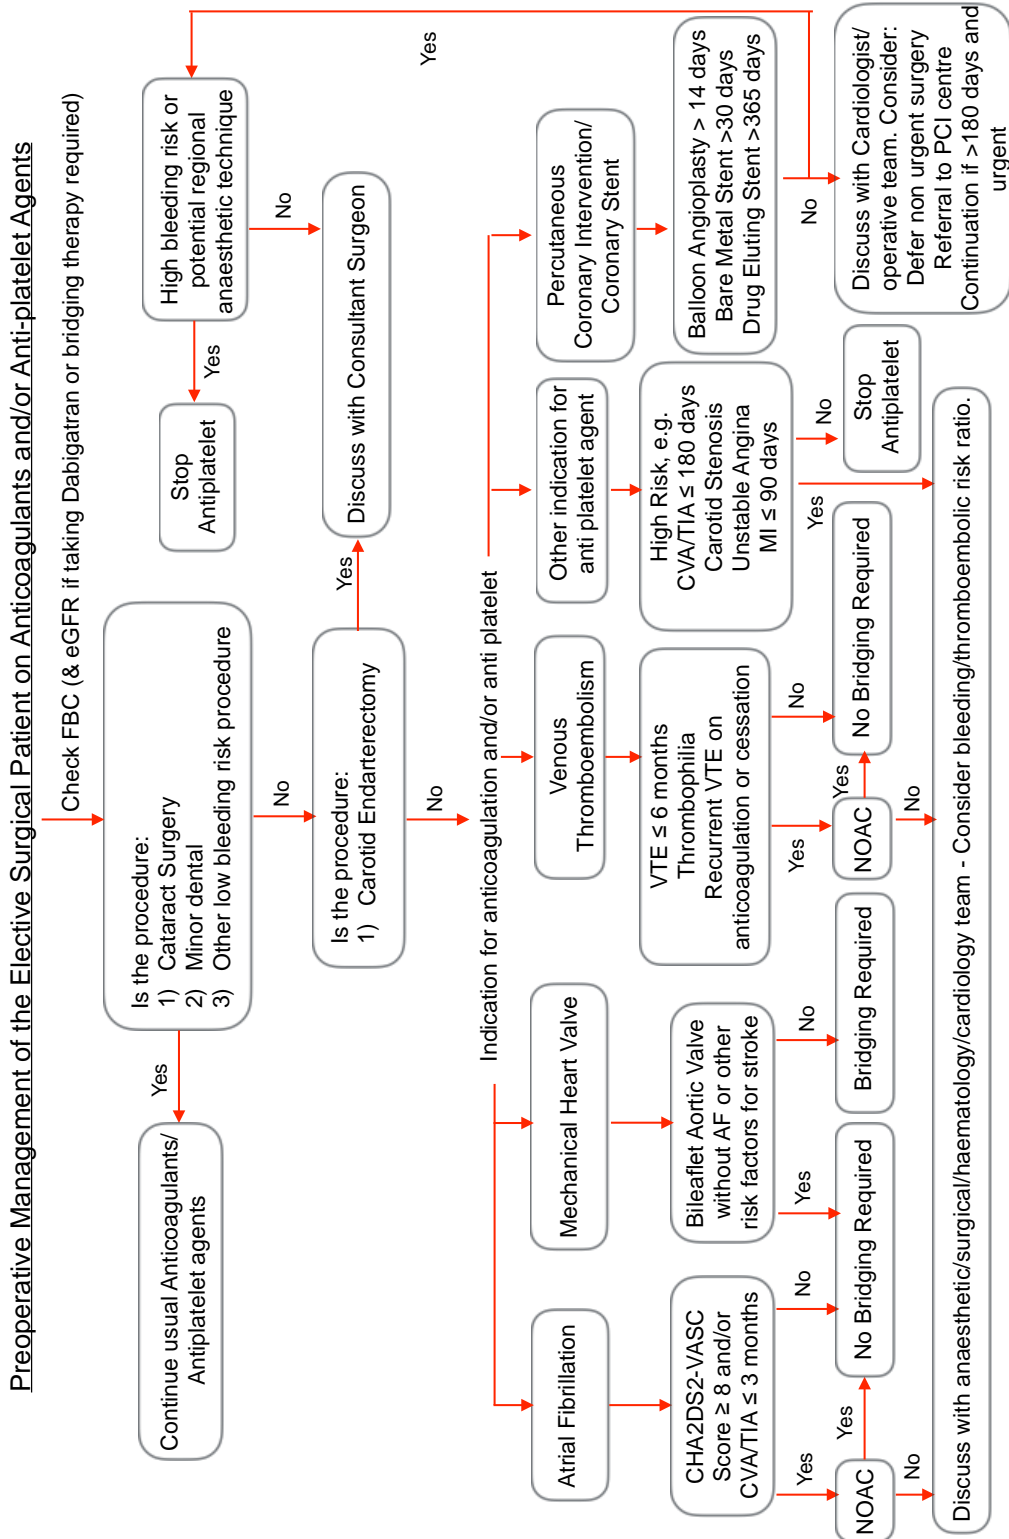 Preoperative Management of the Elective Surgical Patient on Anticoagulants and/or Anti-platelet Agents
Check FBC (& eGFR if taking Dabigatran or bridging therapy required)
Is the procedure:
1) Cataract Surgery
2) Minor dental
3) Other low bleeding risk procedure
Yes
Continue usual Anticoagulants/
Antiplatelet agents
No
Is the procedure:
1) Carotid Endarterectomy
Yes
Discuss with Consultant Surgeon
No
High bleeding risk or
potential regional
anaesthetic technique
Yes
Stop
Antiplatelet
No
Yes
Indication for anticoagulation and/or anti platelet
Atrial Fibrillation
Mechanical Heart Valve
Venous
Thromboembolism
Other indication for
anti platelet agent
Percutaneous
Coronary Intervention/
Coronary Stent
CHA2DS2-VASC
Score ≥ 8 and/or
CVA/TIA ≤ 3 months
Bileaflet Aortic Valve
without AF or other
risk factors for stroke
VTE ≤ 6 months
Thrombophilia
Recurrent VTE on
anticoagulation or cessation
High Risk, e.g.
CVA/TIA ≤ 180 days
Carotid Stenosis
Unstable Angina
MI ≤ 90 days
Balloon Angioplasty > 14 days
Bare Metal Stent >30 days
Drug Eluting Stent >365 days
Yes
No
Yes
No
Yes
No
Yes
No
No
NOAC
Yes
No Bridging Required
Bridging Required
NOAC
Yes
No Bridging Required
Stop
Antiplatelet
Discuss with Cardiologist/
operative team. Consider:
Defer non urgent surgery
Referral to PCI centre
Continuation if >180 days and
urgent
No
No
Discuss with anaesthetic/surgical/haematology/cardiology team - Consider bleeding/thromboembolic risk ratio.